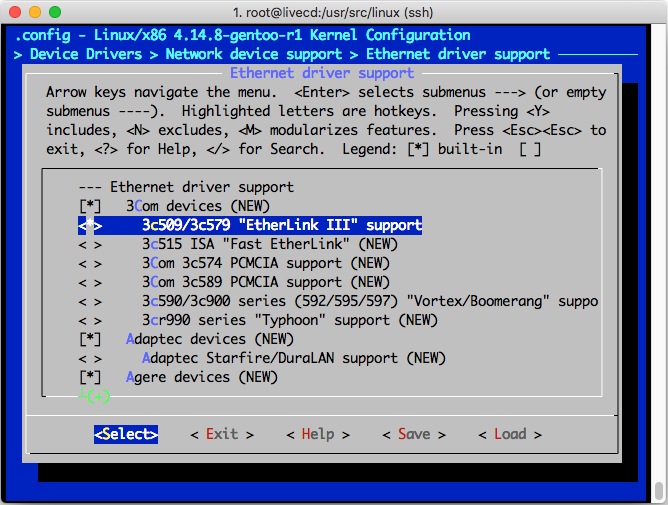 1. root@livecd:/usr/src/linux (ssh)
.config - Linux/x86 4.14.8-gentoo-r1 Kernel Configuration
> Device Drivers > Network device support > Ethernet driver support
Ethernet driver support
Arrow keys navigate the menu.  <Enter> selects submenus ---> (or empty
submenus ----).  Highlighted letters are hotkeys.  Pressing <Y>
includes, <N> excludes, <M> modularizes features.  Press <Esc><Esc> to
exit, <?> for Help, </> for Search.  Legend: [*] built-in  [ ]
--- Ethernet driver support
[*]   3Com devices (NEW)
<*>     3c509/3c579 "EtherLink III" support
< >     3c515 ISA "Fast EtherLink" (NEW)
< >     3Com 3c574 PCMCIA support (NEW)
< >     3Com 3c589 PCMCIA support (NEW)
< >     3c590/3c900 series (592/595/597) "Vortex/Boomerang" suppo
< >     3cr990 series "Typhoon" support (NEW)
[*]   Adaptec devices (NEW)
< >     Adaptec Starfire/DuraLAN support (NEW)
[*]   Agere devices (NEW)
┴(+)
<Select>    < Exit >    < Help >    < Save >    < Load >